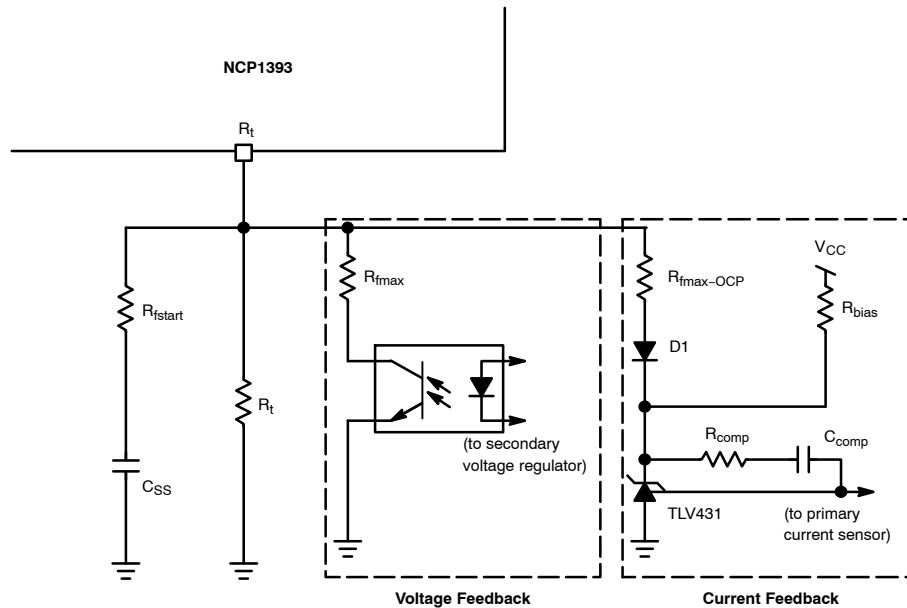 NCP1393
Rt
VCC
Rfmax
Rfmax–OCP
Rfstart
Rbias
D1
Rt
Rcomp
Ccomp
(to secondary
voltage regulator)
CSS
TLV431
(to primary
current sensor)
Voltage Feedback
Current Feedback